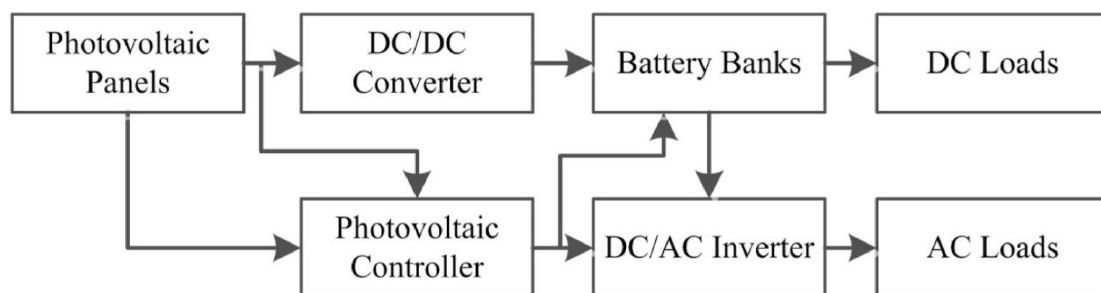 Photovoltaic
Panels
DC/DC
Converter
Battery Banks
DC Loads
Photovoltaic
Controller
DC/AC Inverter
AC Loads